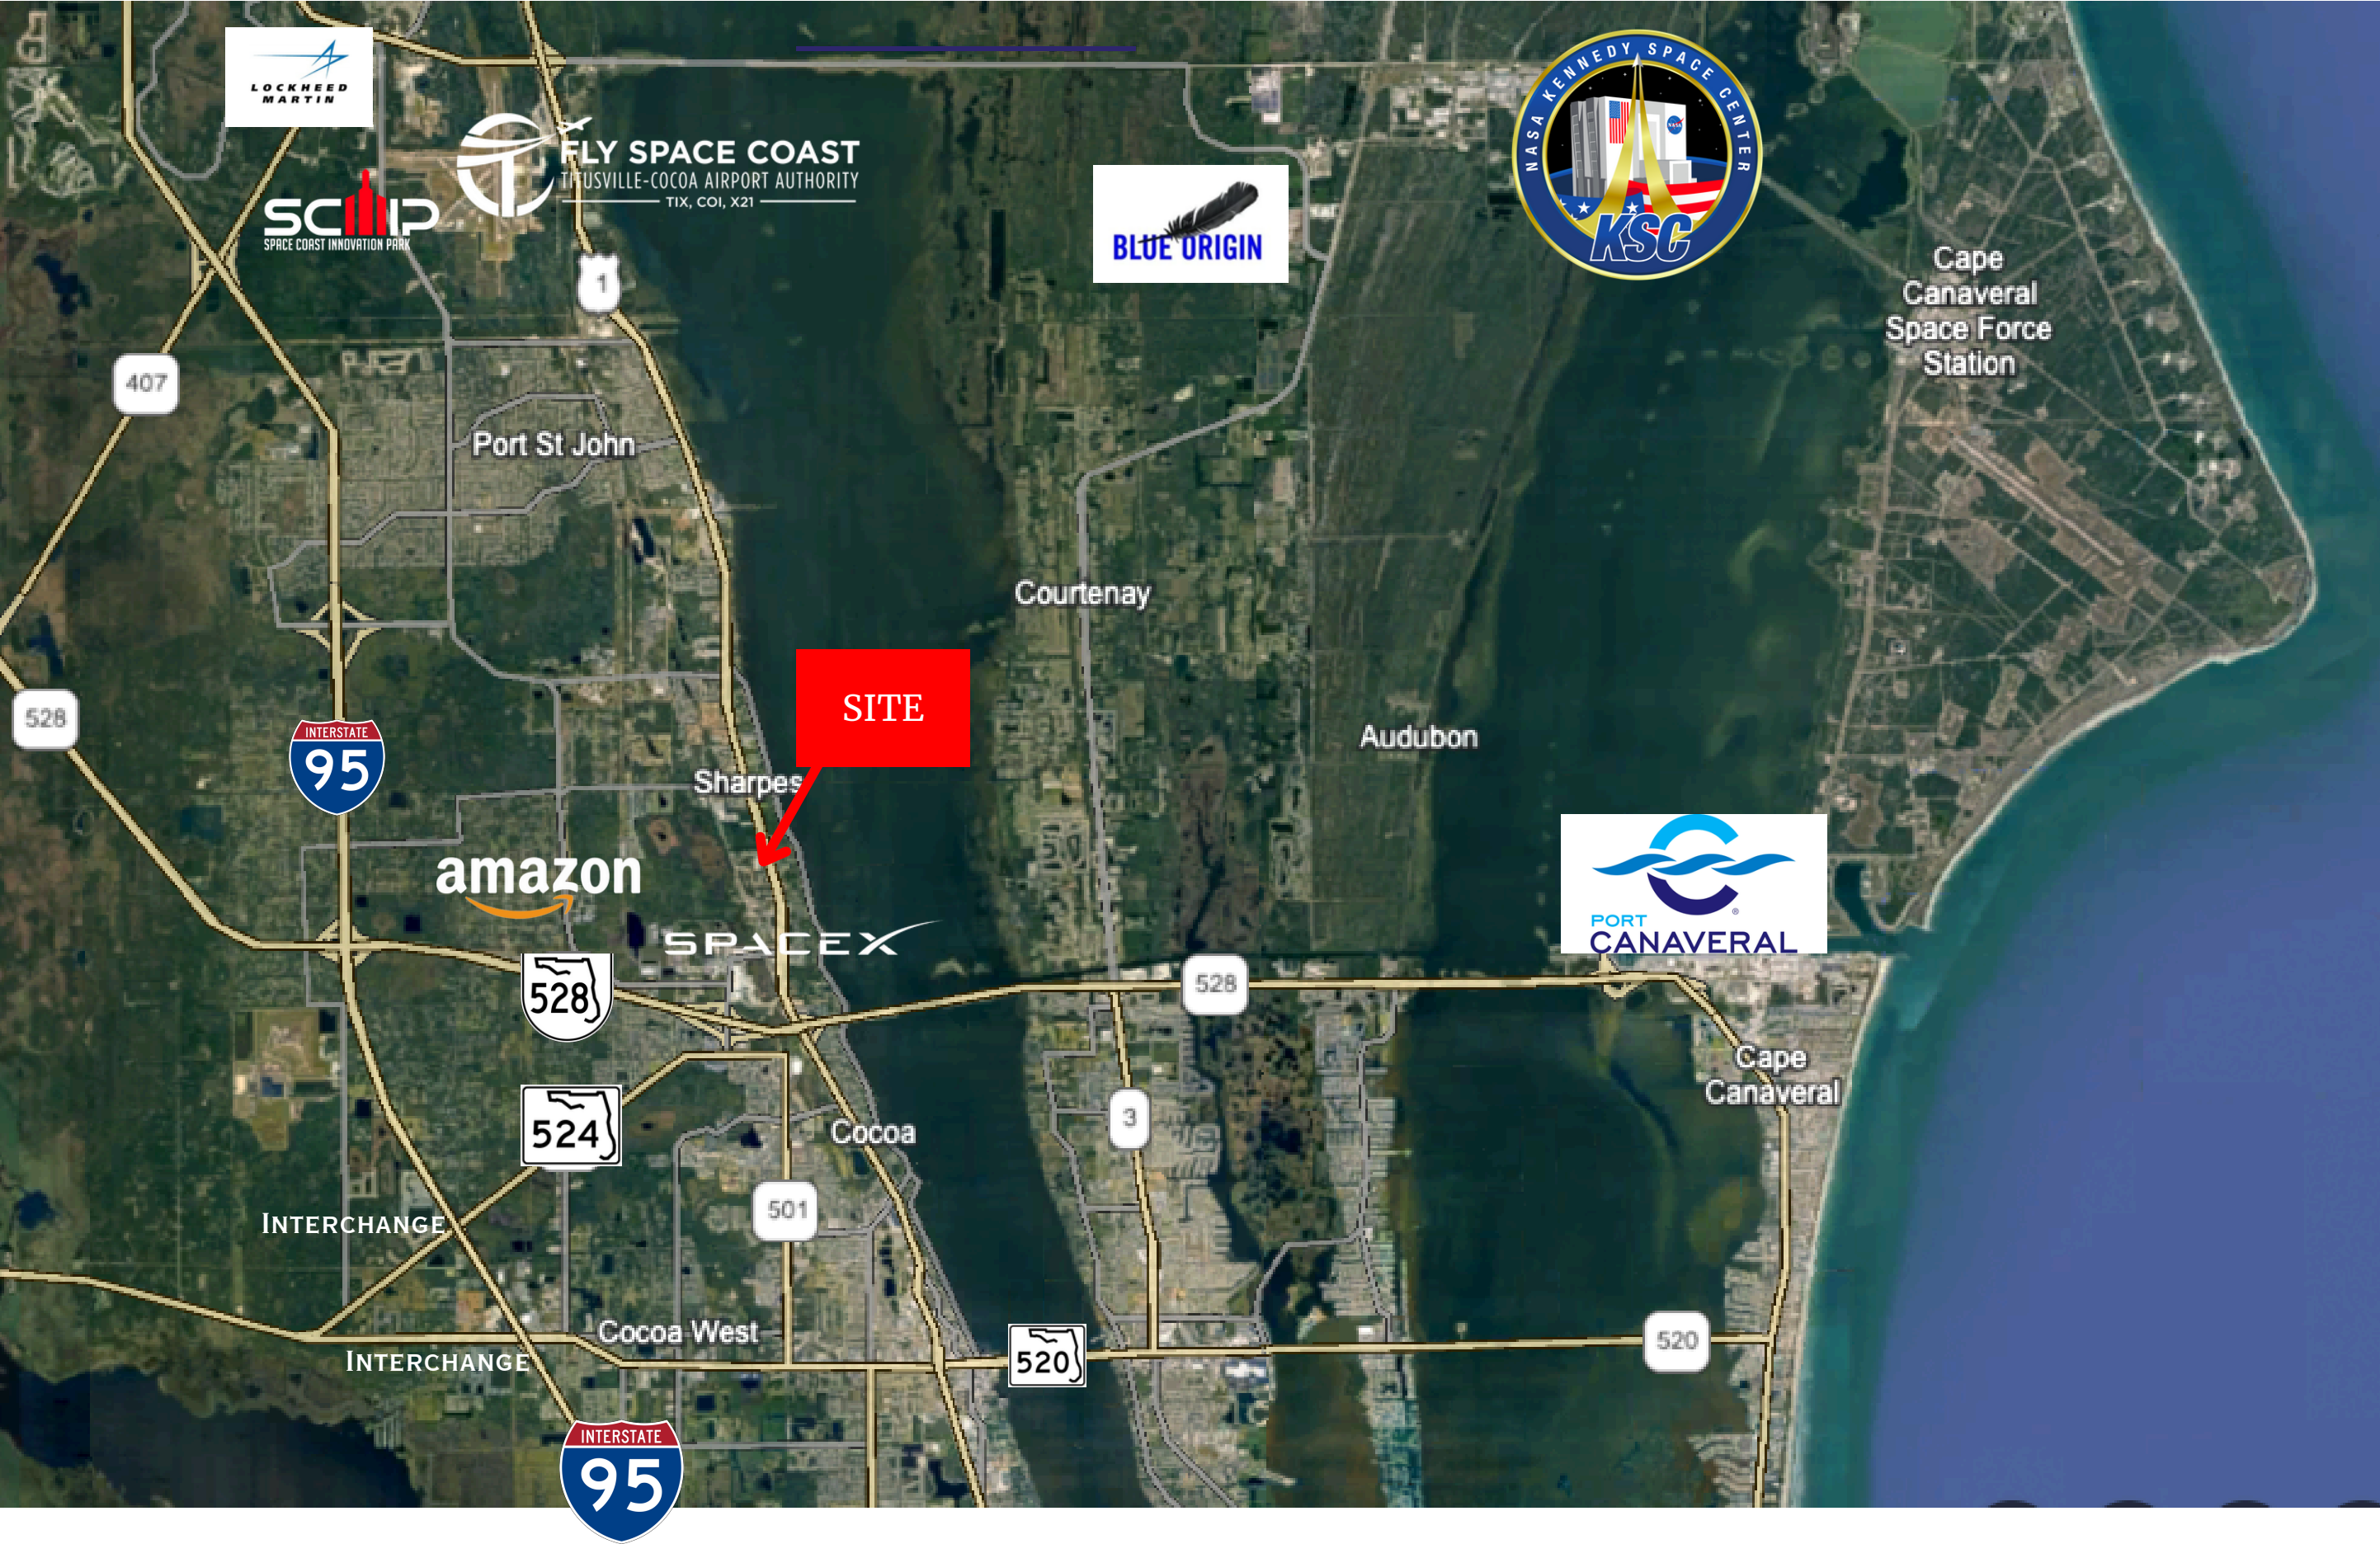 LOCKHEED
MARTIN
NASA KENNEDY SPACE CENTER
NASA
KSC
FLY SPACE COAST
TITUSVILLE-COCOA AIRPORT AUTHORITY
TIX, COI, X21
SCIIIP
SPACE COAST INNOVATION PARK
BLUE ORIGIN
1
Cape
Canaveral
Space Force
Station
407
Port St John
Courtenay
SITE
528
INTERSTATE
95
Audubon
Sharpes
amazon
SPACEX
PORT
CANAVERAL®
528
528
Cape
Canaveral
524
3
Cocoa
501
INTERCHANGE
Cocoa West
520
520
INTERCHANGE
INTERSTATE
95